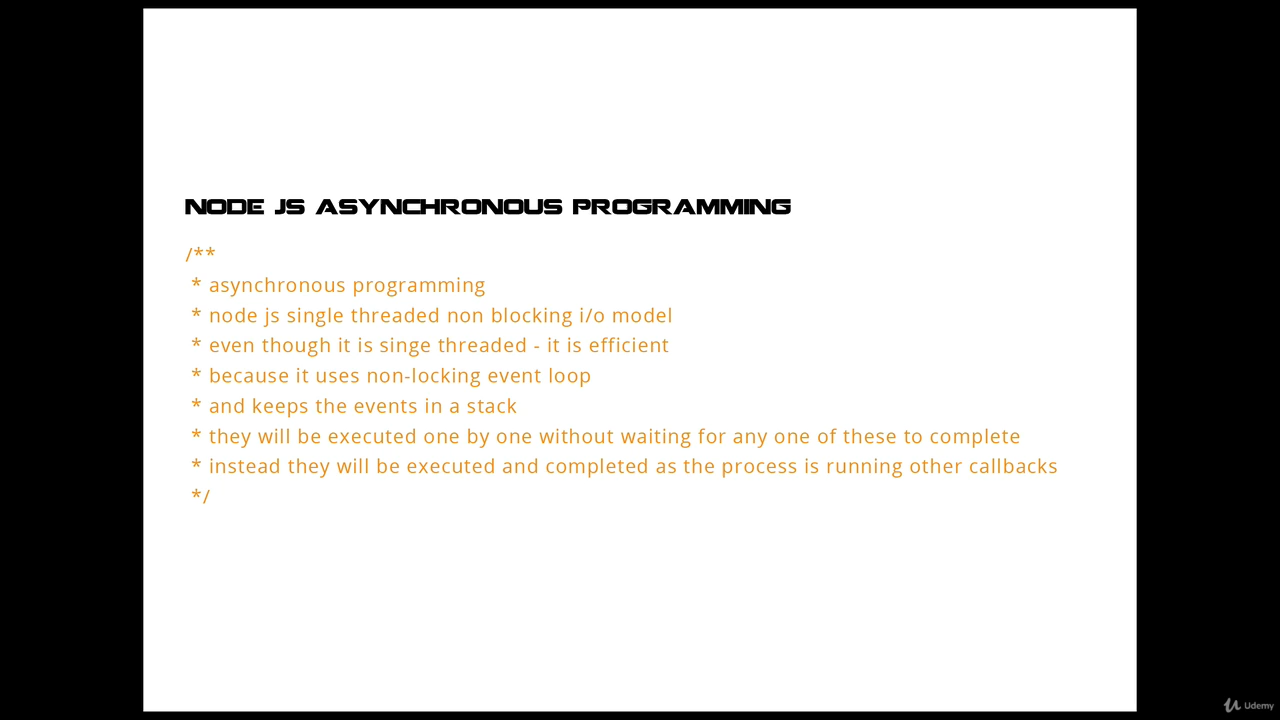 NODE JS ASYNCHRONOUS PROGRAMMING
/**
* asynchronous programming
* node js single threaded non blocking i/o model
* even though it is singe threaded - it is efficient
* because it uses non-locking event loop
* and keeps the events in a stack
* they will be executed one by one without waiting for any one of these to complete
* instead they will be executed and completed as the process is running other callbacks
*/
Udemy